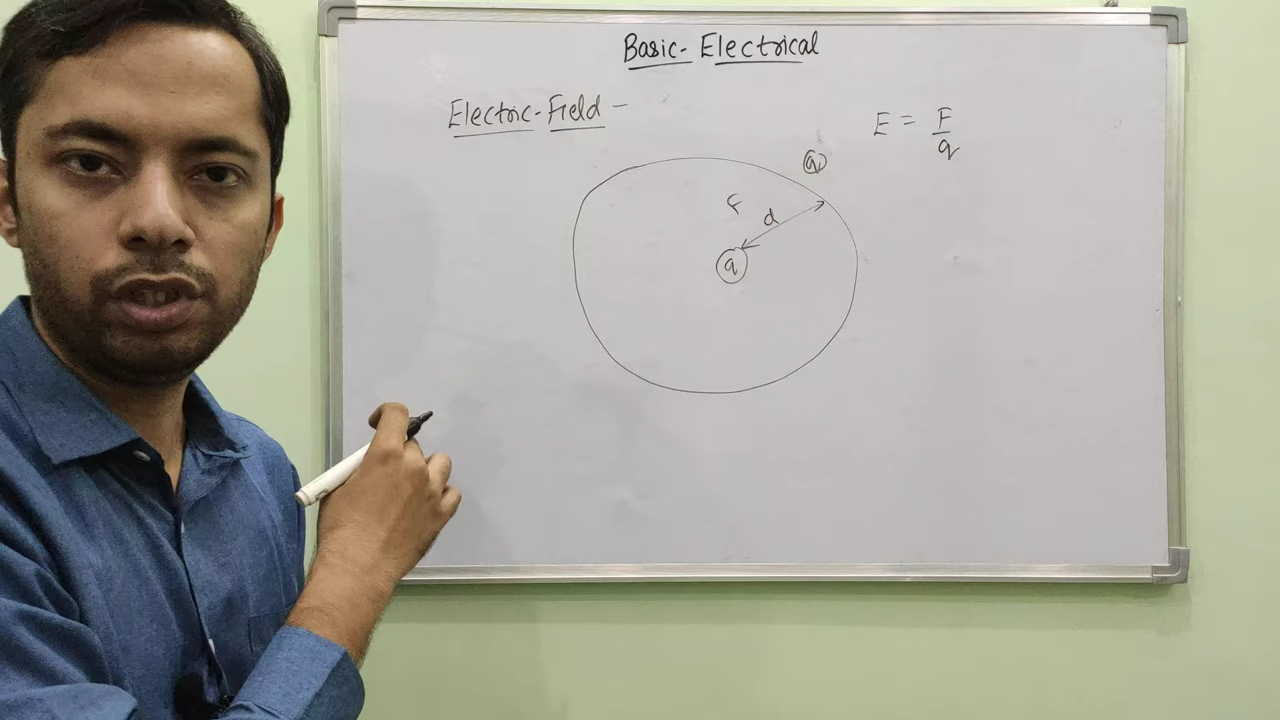 Basic- Electrical
Electric-Field -
E = F/q
d
q